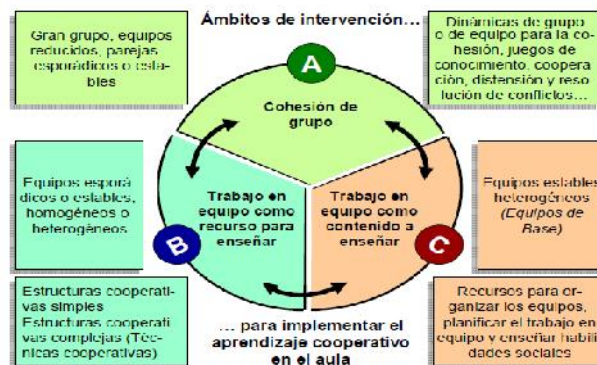 Ámbitos de intervención…
Gran grupo, equipos
reducidos, parejas
esporádicos o esta-
bles
Dinámicas de grupo
o de equipo para la co-
hesión, juegos de
conocimiento, coopera
ción, distensión y reso
lución de conflictos…
A
Cohesión de
grupo
Equipos esporá
dicos o estables,
homogéneos o
heterogéneos
Trabajo en
equipo como
recurso para
enseñar
B
Trabajo en
equipo como
contenido a
enseñar
C
Equipos estables
heterogéneos
(Equipos de
Base)
Estructuras cooperati
vas simples
Estructuras cooperati
vas complejas (Téc-
nicas cooperativas)
… para implementar el
aprendizaje cooperativo
en el aula
Recursos para or-
ganizar los equipos,
planificar el trabajo en
equipo y enseñar habili
dades sociales